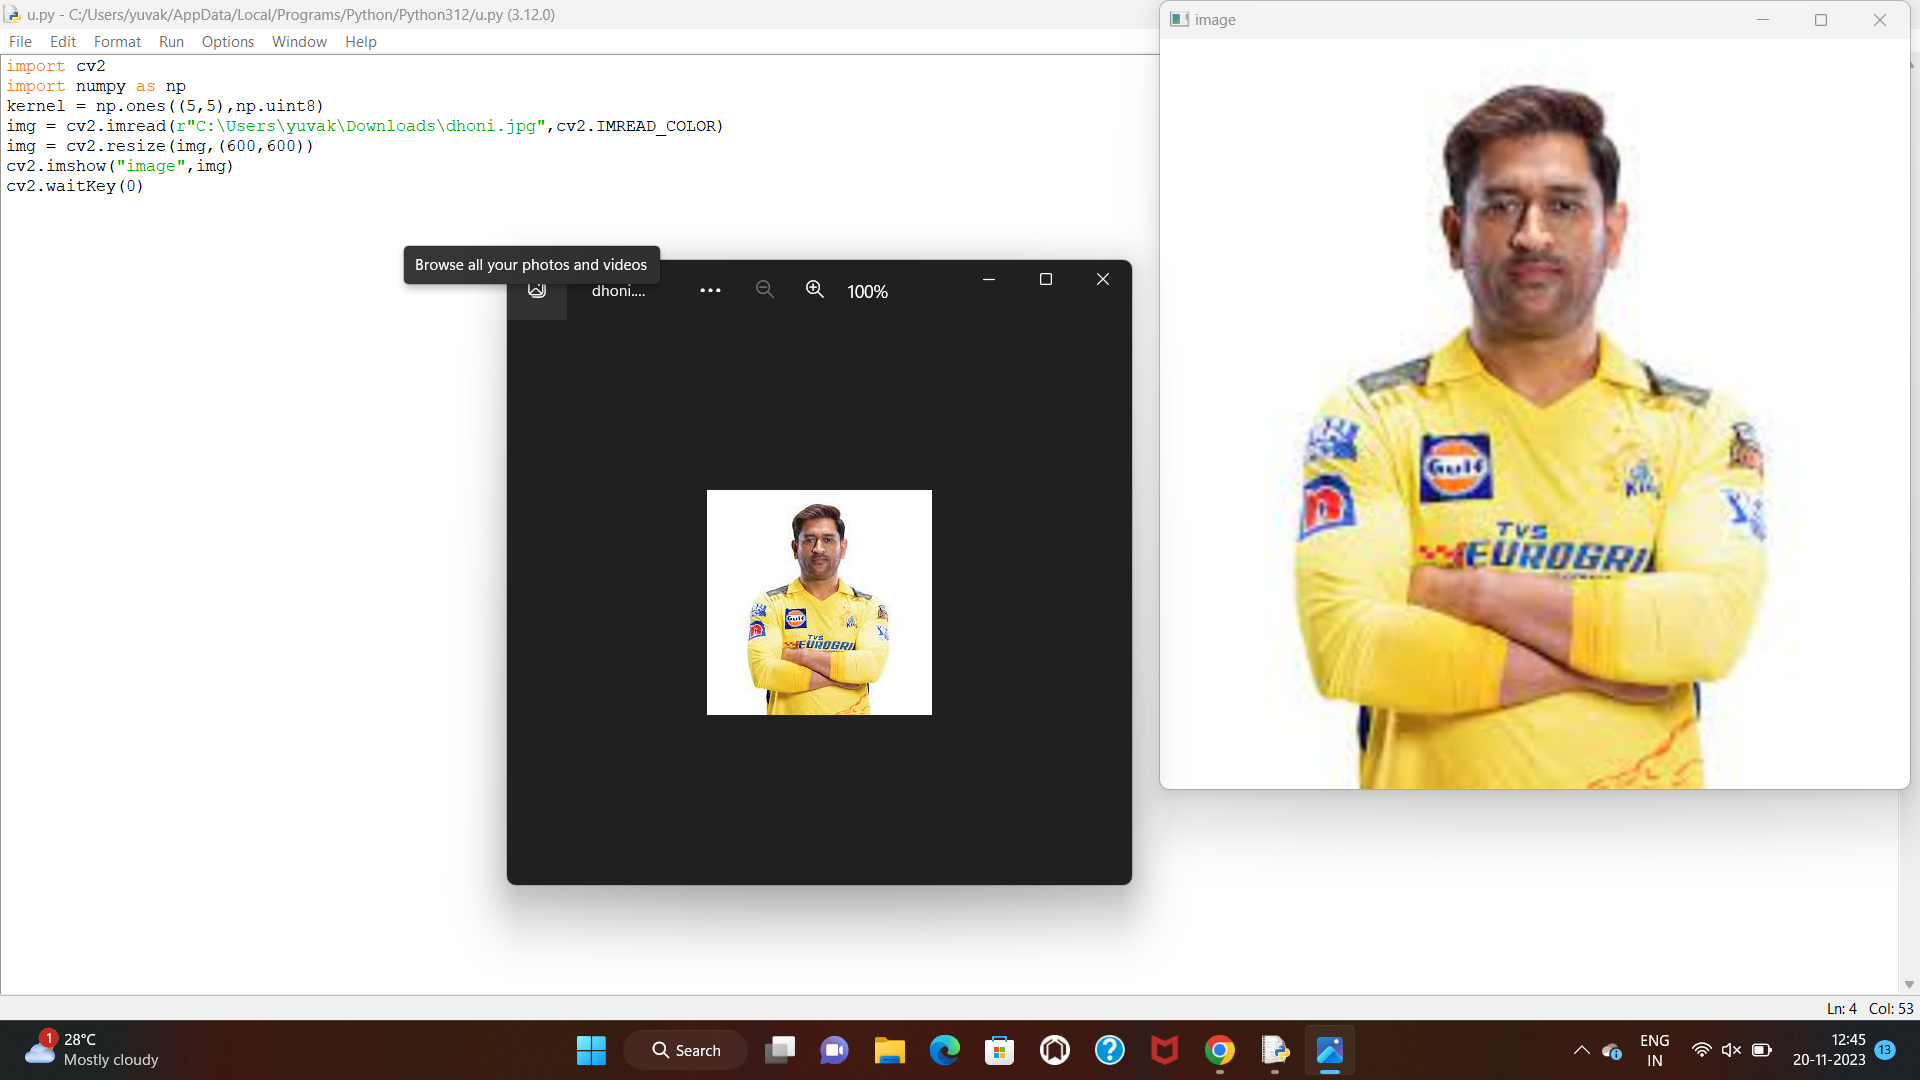 u.py - C:/Users/yuvak/AppData/Local/Programs/Python/Python312/u.py (3.12.0)
File Edit Format Run Options Window Help
import cv2
import numpy as np
kernel = np.ones((5,5),np.uint8)
img = cv2.imread(r"C:\Users\yuvak\Downloads\dhoni.jpg",cv2.IMREAD_COLOR)
img = cv2.resize(img,(600,600))
cv2.imshow("image",img)
cv2.waitKey(0)
Browse all your photos and videos
dhoni....
100%
Gulf
TVS
EUROGRI
image
Gulf
KIN
TVS
EUROGRI
Ln: 4 Col: 53
1
28°C
Mostly cloudy
Search
ENG
IN
12:45
20-11-2023
13